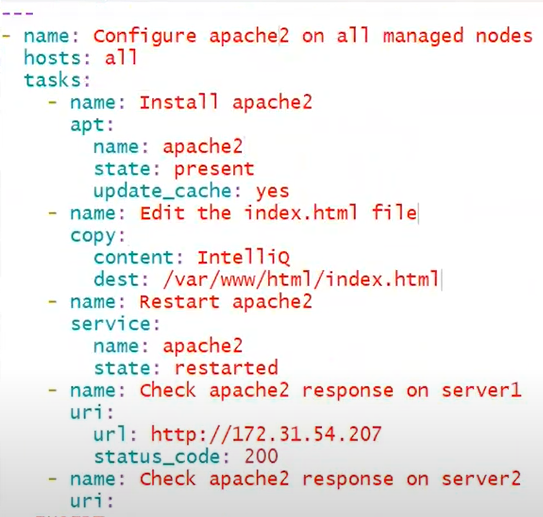 ---
- name: Configure apache2 on all managed nodes
  hosts: all
  tasks:
    - name: Install apache2
      apt:
        name: apache2
        state: present
        update_cache: yes
    - name: Edit the index.html file
      copy:
        content: IntelliQ
        dest: /var/www/html/index.html
    - name: Restart apache2
      service:
        name: apache2
        state: restarted
    - name: Check apache2 response on server1
      uri:
        url: http://172.31.54.207
        status_code: 200
    - name: Check apache2 response on server2
      uri: